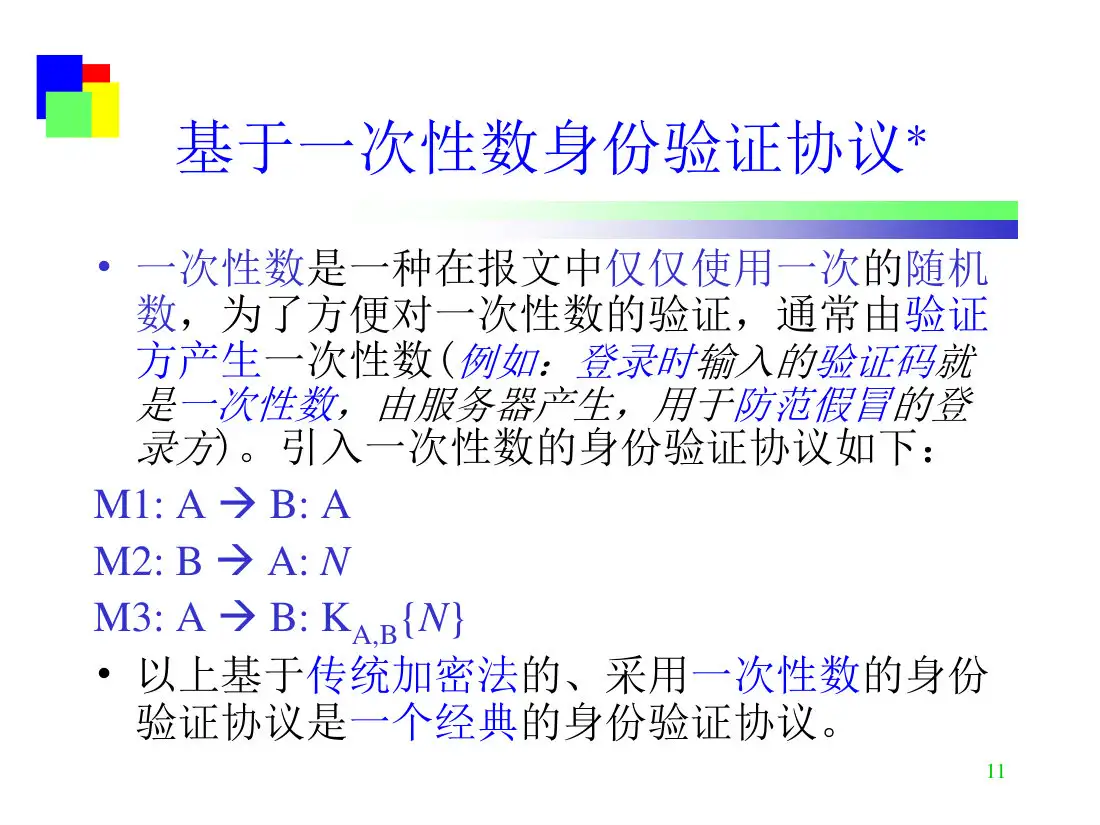 基于一次性数身份验证协议*
• 一次性数是一种在报文中仅仅使用一次的随机
数，为了方便对一次性数的验证，通常由验证
方产生一次性数(例如：登录时输入的验证码就
是一次性数，由服务器产生，用于防范假冒的登
录方)。引入一次性数的身份验证协议如下：
M1: A → B: A
M2: B → A: N
M3: A → B: K_{A,B}{N}
• 以上基于传统加密法的、采用一次性数的身份
验证协议是一个经典的身份验证协议。
11